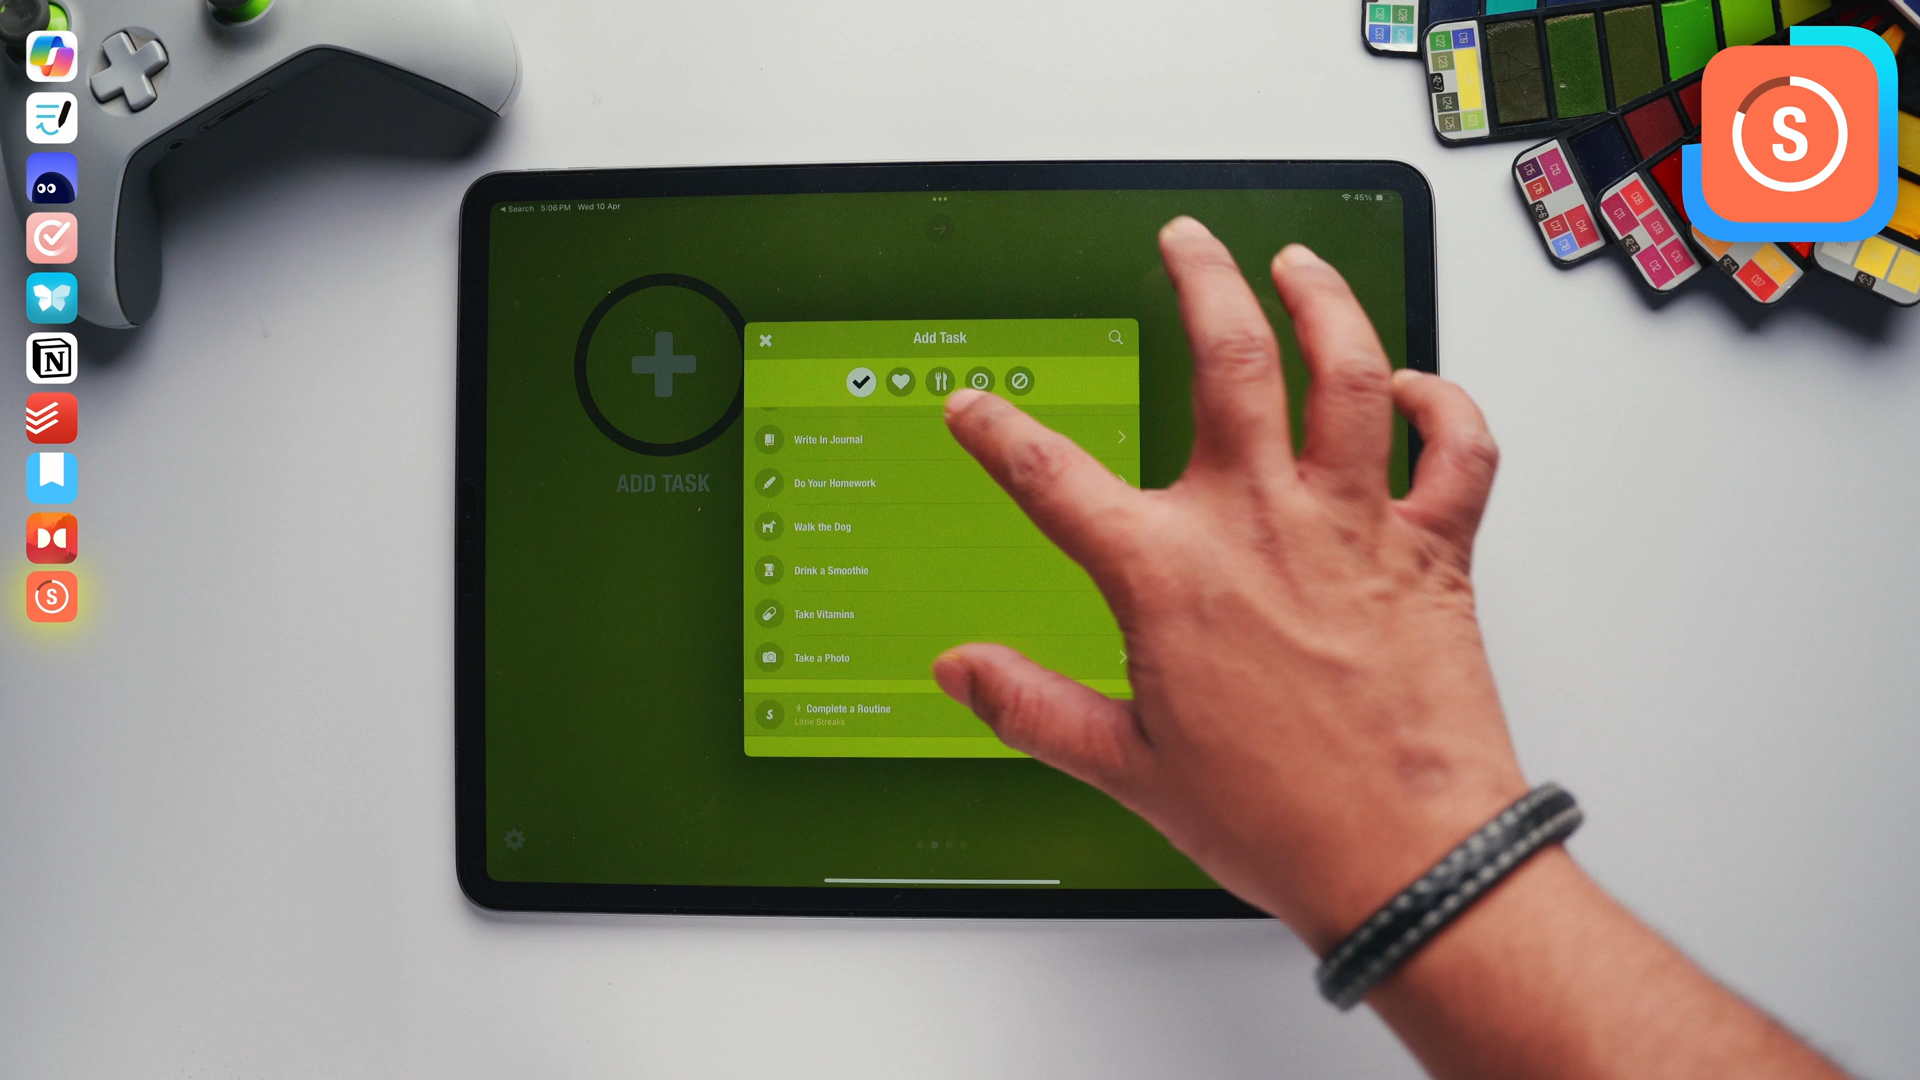 Search 5:06 PM Wed 10 Apr
45%
Add Task
ADD TASK
Write In Journal
Do Your Homework
Walk the Dog
Drink a Smoothie
Take Vitamins
Take a Photo
Complete a Routine
Little Streaks
S
S
N
S